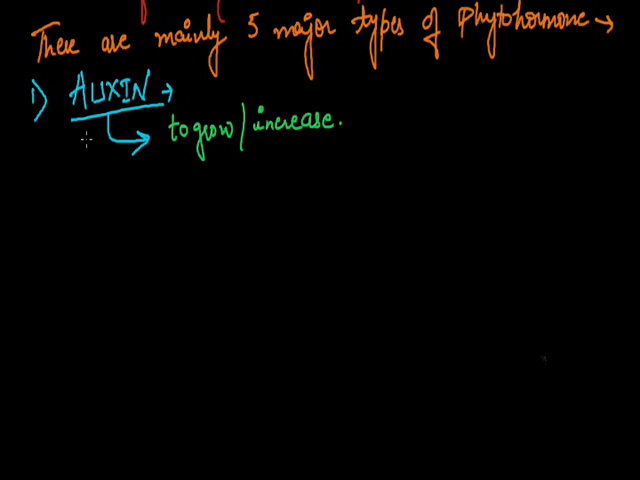 There are mainly 5 major types of Phytohormone →
1) AUXIN →
to grow / increase.